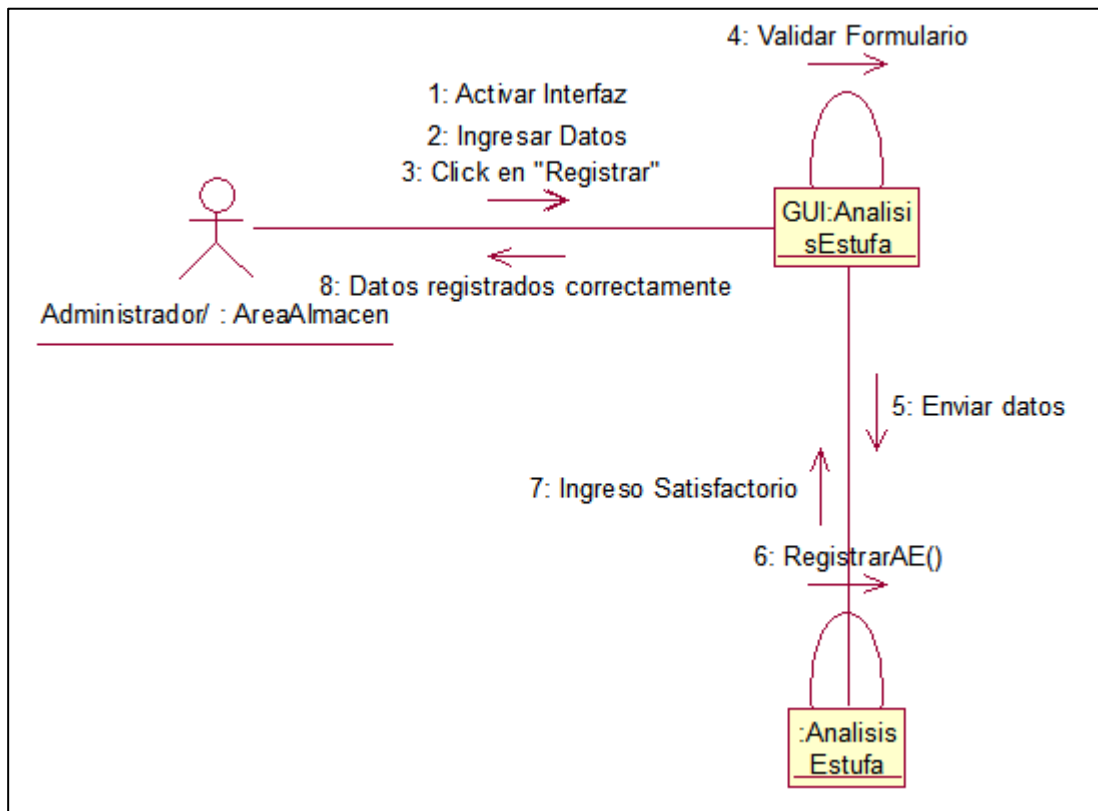 4: Validar Formulario
1: Activar Interfaz
2: Ingresar Datos
3: Click en "Registrar"
GUI:Analisi
sEstufa
8: Datos registrados correctamente
Administrador/ : AreaAlmacen
5: Enviar datos
7: Ingreso Satisfactorio
6: RegistrarAE()
:Analisis
Estufa